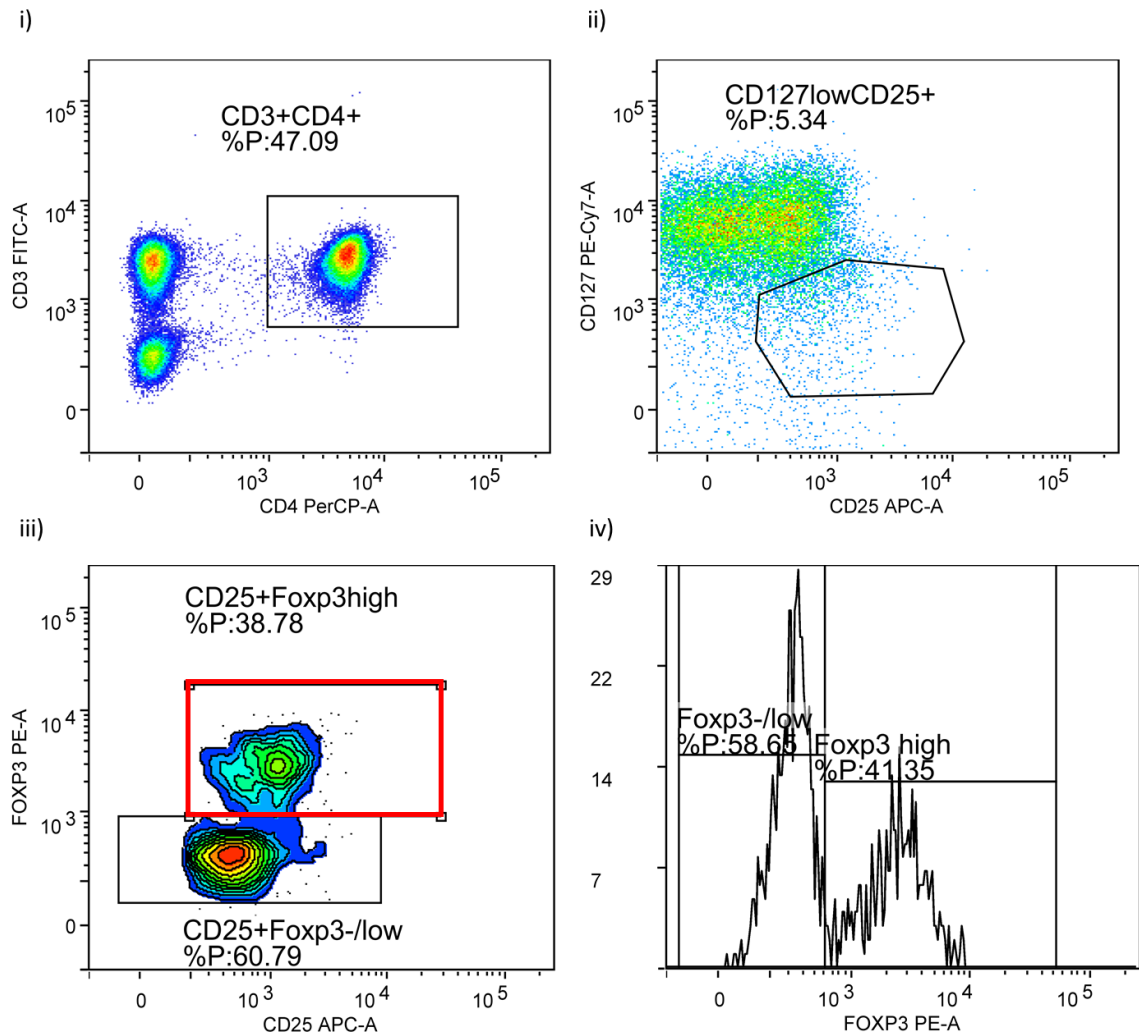 i)
CD3+CD4+
%P:47.09
10^5
10^4
10^3
0
CD3 FITC-A
0
10^3
10^4
10^5
CD4 PerCP-A
ii)
CD127lowCD25+
%P:5.34
10^5
10^4
10^3
0
CD127 PE-Cy7-A
0
10^3
10^4
10^5
CD25 APC-A
iii)
CD25+Foxp3high
%P:38.78
10^5
10^4
10^3
0
FOXP3 PE-A
CD25+Foxp3-/low
%P:60.79
0
10^3
10^4
10^5
CD25 APC-A
iv)
29
22
14
7
Foxp3-/low
%P:58.65
Foxp3 high
%P:41.35
0
10^3
10^4
10^5
FOXP3 PE-A